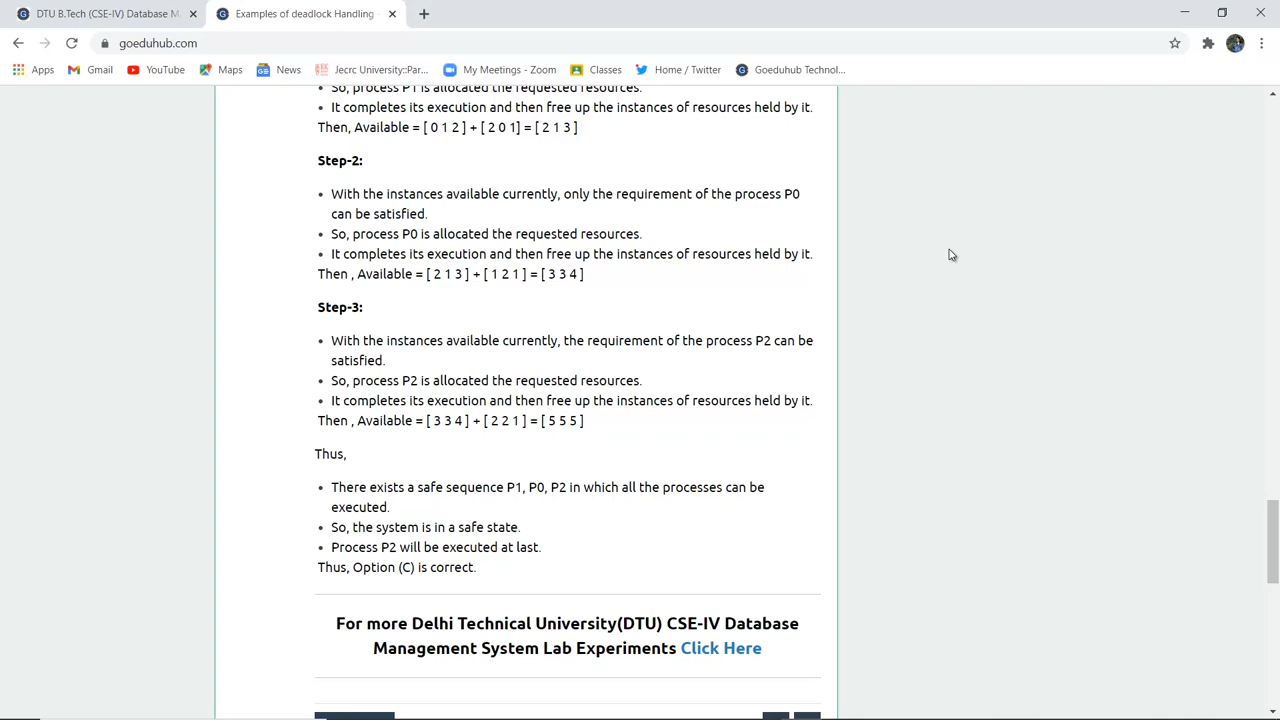 DTU B.Tech (CSE-IV) Database M
Examples of deadlock Handling
goeduhub.com
Apps Gmail YouTube Maps News Jecrc University::Par... My Meetings - Zoom Classes Home / Twitter Goeduhub Technol...
So, process P1 is allocated the requested resources.
It completes its execution and then free up the instances of resources held by it.
Then, Available = [ 0 1 2 ] + [ 2 0 1] = [ 2 1 3 ]
Step-2:
• With the instances available currently, only the requirement of the process P0
can be satisfied.
• So, process P0 is allocated the requested resources.
• It completes its execution and then free up the instances of resources held by it.
Then , Available = [ 2 1 3 ] + [ 1 2 1 ] = [ 3 3 4 ]
Step-3:
• With the instances available currently, the requirement of the process P2 can be
satisfied.
• So, process P2 is allocated the requested resources.
• It completes its execution and then free up the instances of resources held by it.
Then , Available = [ 3 3 4 ] + [ 2 2 1 ] = [ 5 5 5 ]
Thus,
• There exists a safe sequence P1, P0, P2 in which all the processes can be
executed.
• So, the system is in a safe state.
• Process P2 will be executed at last.
Thus, Option (C) is correct.
For more Delhi Technical University(DTU) CSE-IV Database
Management System Lab Experiments Click Here